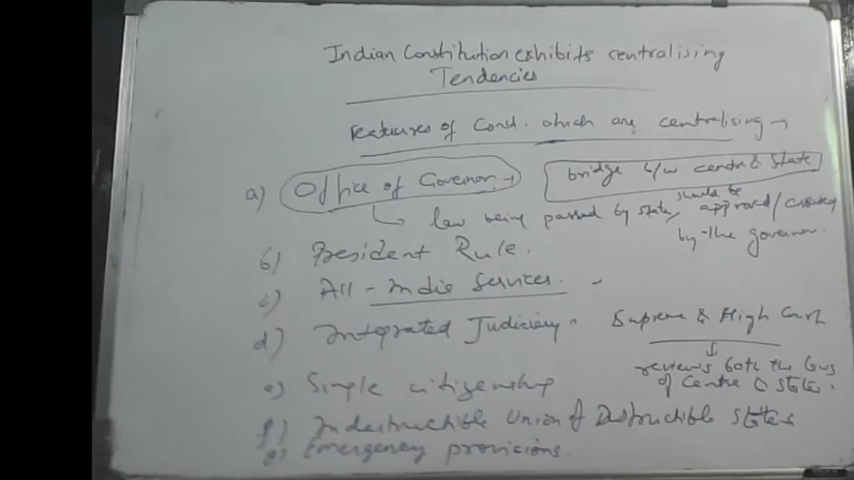 Indian Constitution exhibits centralising
Tendencies
Features of Const. which are centralising →
a) Office of Governor → bridge b/w centre & state
law being passed by state, should be approved/
by the governor.
b) President Rule.
c) All-India Services. -
d) Integrated Judiciary - Supreme & High Court
reviews both the laws
of Centre & states.
e) Single citizenship
f) Indestructible Union of Destructible states
g) Emergency provisions.